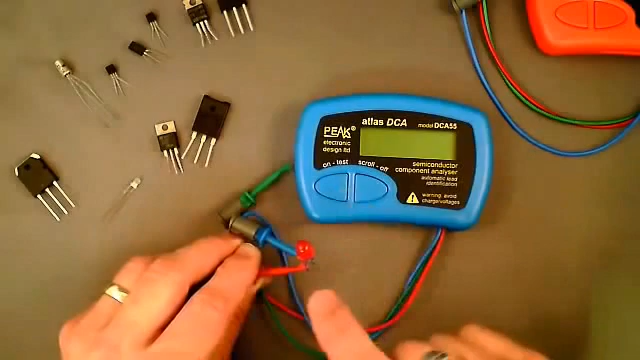 atlas DCA model DCA55
PEAK®
electronic
design ltd
on - test scroll - off
semiconductor
component analyser
automatic lead
identification
warning avoid
charge/voltages